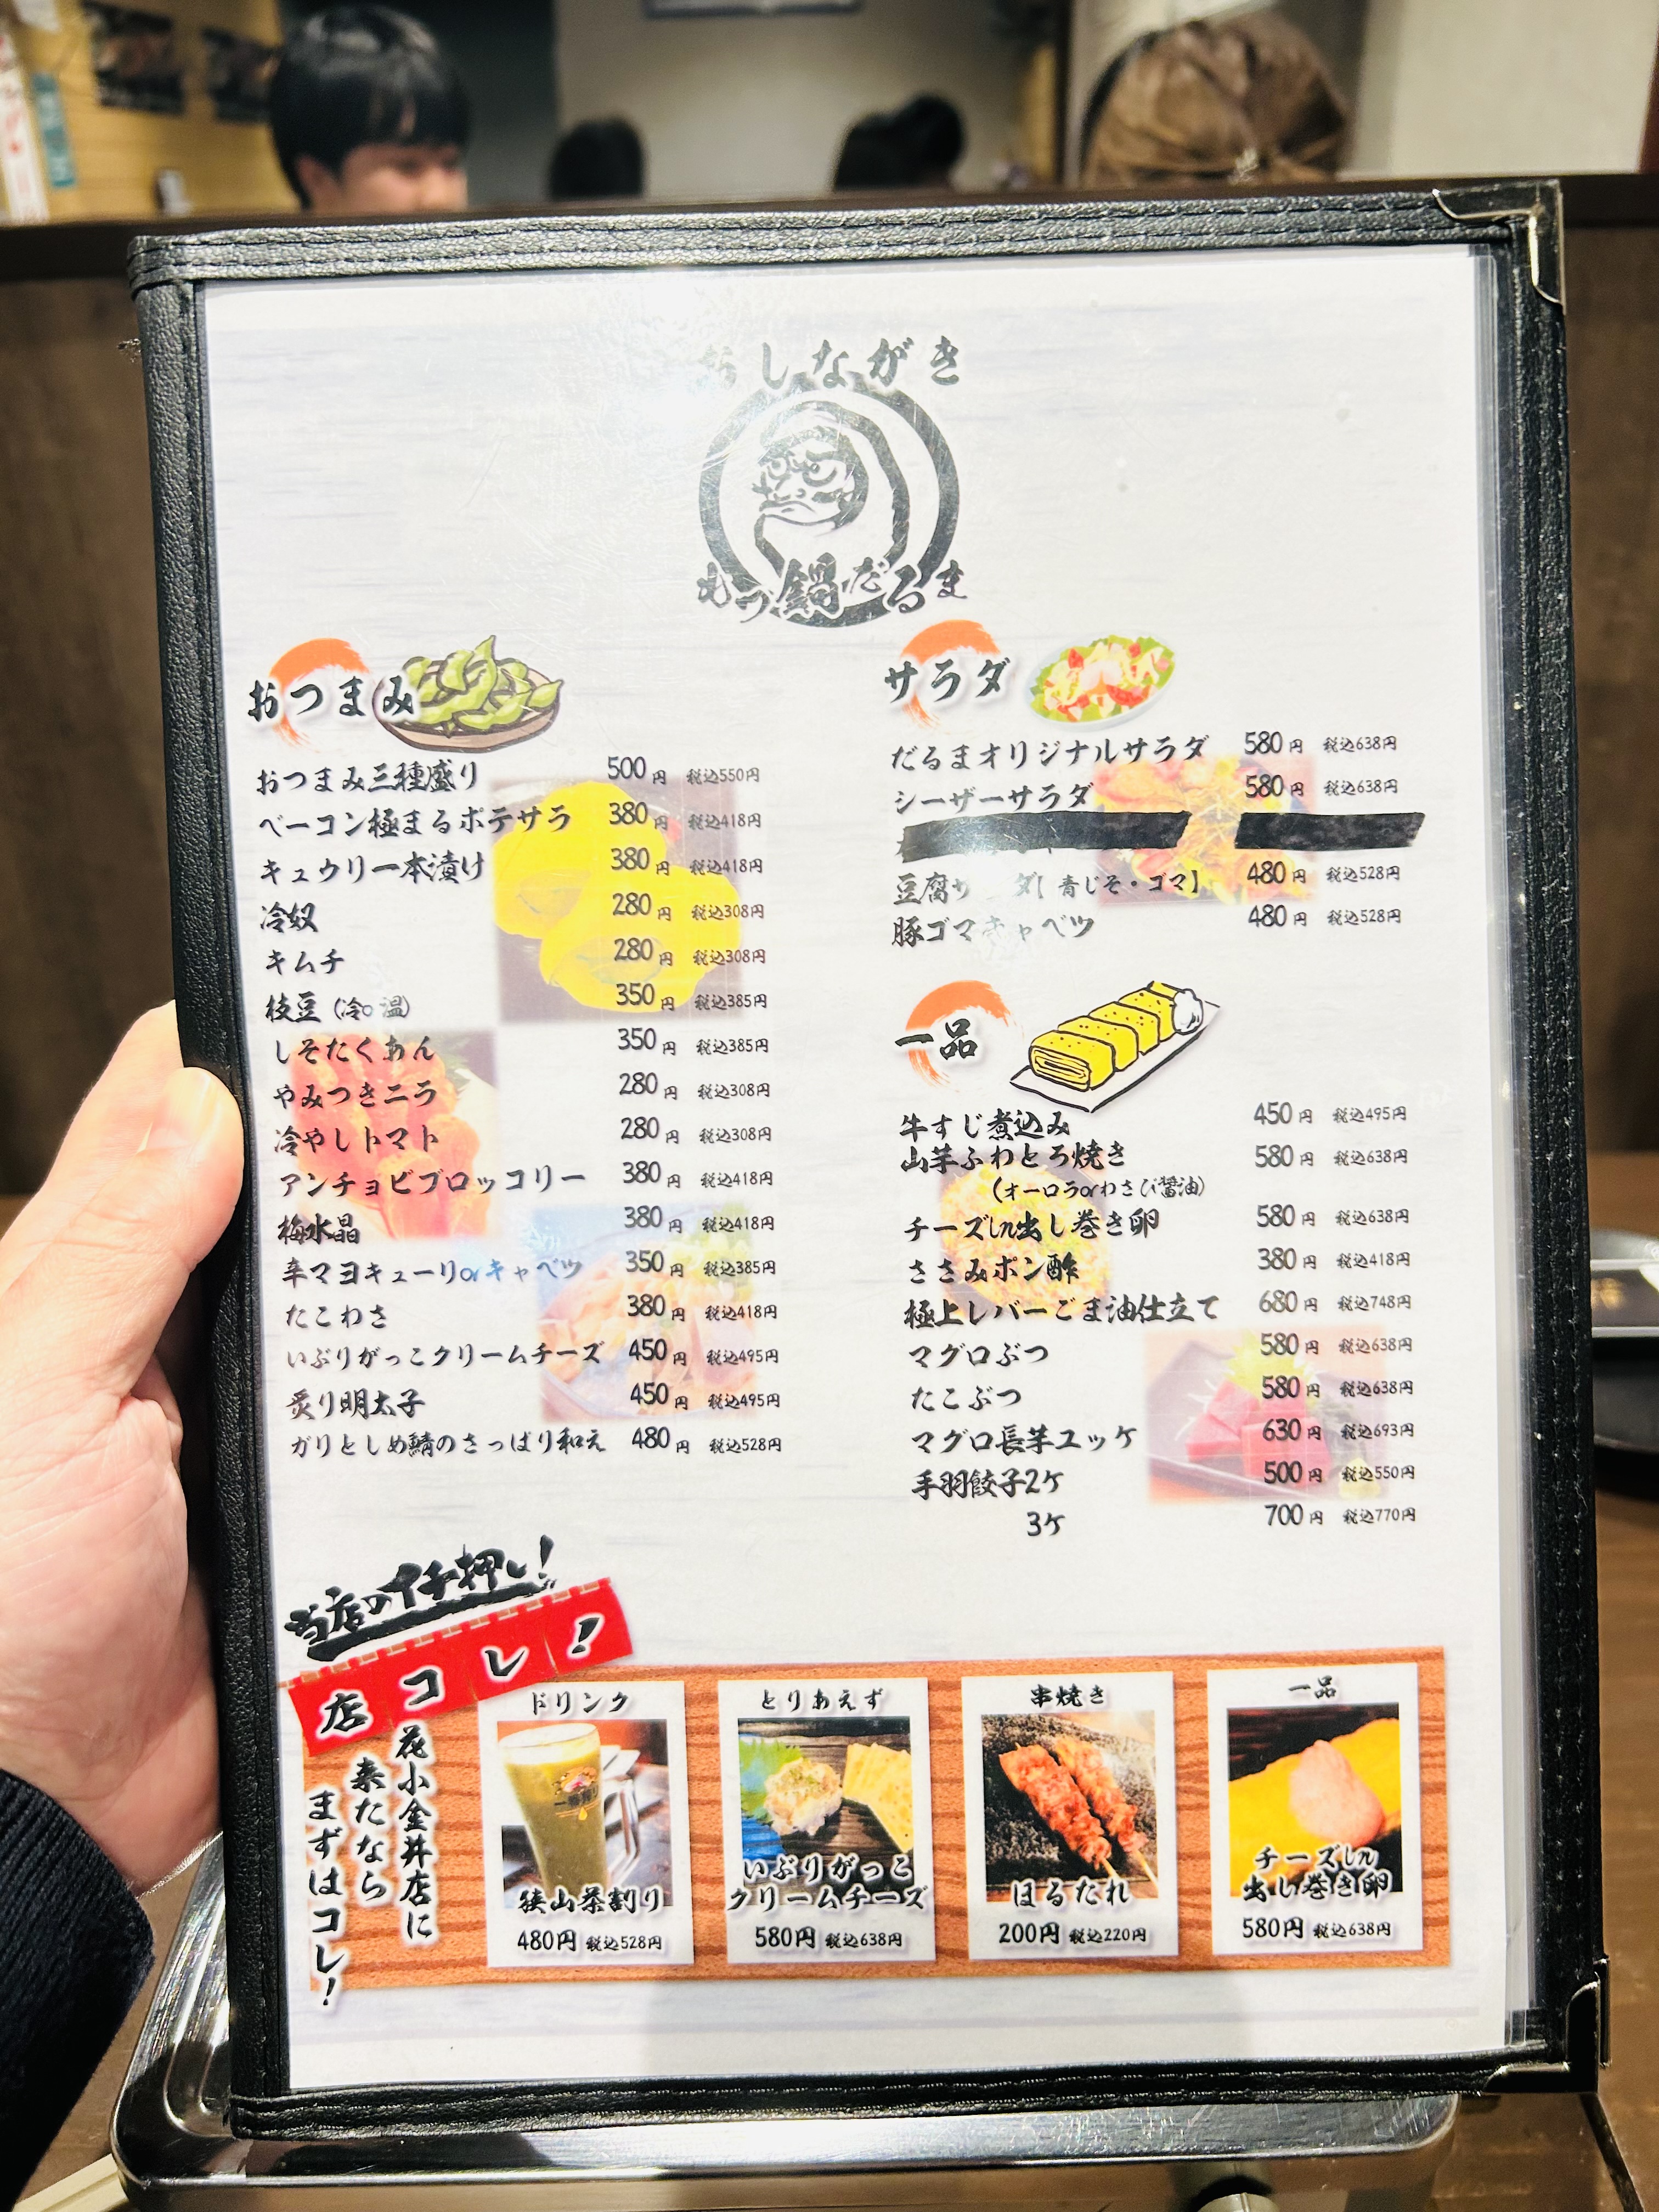 おしながき
もつ鍋だるま
おつまみ
おつまみ三種盛り 500円 税込550円
ベーコン極まるポテサラ 380円 税込418円
キュウリ一本漬け 380円 税込418円
冷奴 280円 税込308円
キムチ 280円 税込308円
枝豆(冷o温) 350円 税込385円
しそたくあん 350円 税込385円
やみつきニラ 280円 税込308円
冷やしトマト 280円 税込308円
アンチョビブロッコリー 380円 税込418円
梅水晶 380円 税込418円
辛マヨキューリorキャベツ 350円 税込385円
たこわさ 380円 税込418円
いぶりがっこクリームチーズ 450円 税込495円
炙り明太子 450円 税込495円
ガリとしめ鯖のさっぱり和え 480円 税込528円
サラダ
だるまオリジナルサラダ 580円 税込638円
シーザーサラダ 580円 税込638円
豆腐サ ダ【青じそ・ゴマ】 480円 税込528円
豚ゴマキャベツ 480円 税込528円
一品
牛すじ煮込み 450円 税込495円
山芋ふわとろ焼き 580円 税込638円
(オーロラorわさび醤油)
チーズin出し巻き卵 580円 税込638円
ささみポン酢 380円 税込418円
極上レバーごま油仕立て 680円 税込748円
マグロぶつ 580円 税込638円
たこぶつ 580円 税込638円
マグロ長芋ユッケ 630円 税込693円
手羽餃子2ケ 500円 税込550円
3ケ 700円 税込770円
当店のイチ押し!
店コレ!
花小金井店に
来たなら
まずはコレ!
ドリンク
狭山茶割り
480円 税込528円
とりあえず
いぶりがっこ
クリームチーズ
580円 税込638円
串焼き
ほるたれ
200円 税込220円
一品
チーズin
出し巻き卵
580円 税込638円